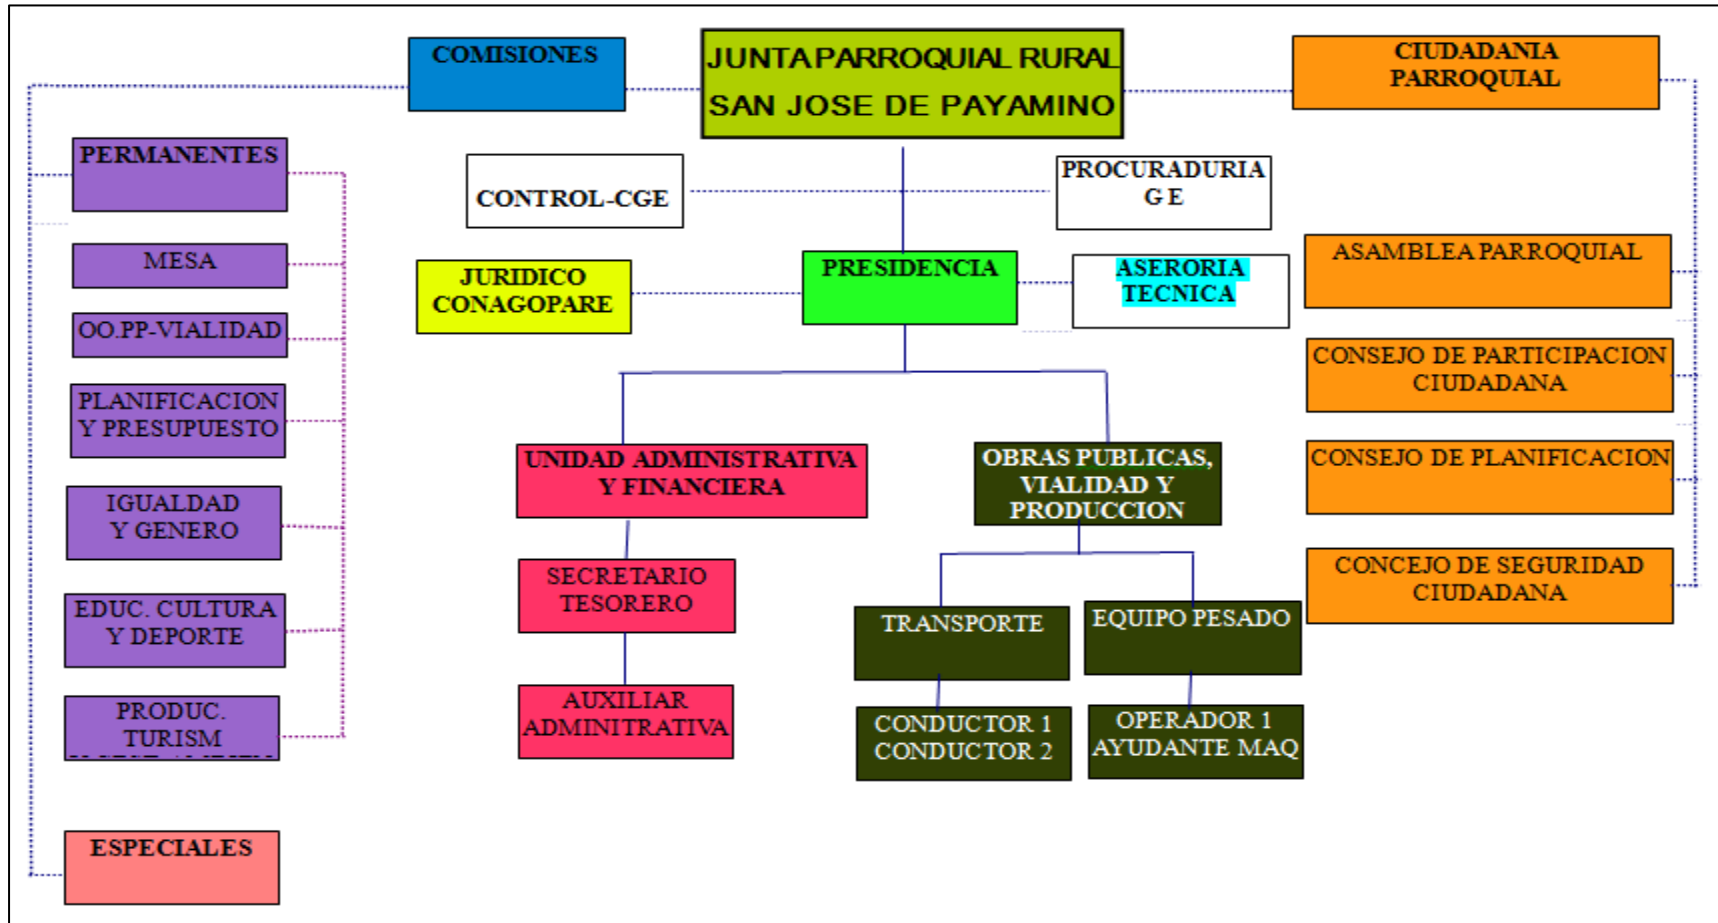 COMISIONES
JUNTA PARROQUIAL RURAL
SAN JOSE DE PAYAMINO
CIUDADANIA
PARROQUIAL
PERMANENTES
MESA
OO.PP-VIALIDAD
PLANIFICACION
Y PRESUPUESTO
IGUALDAD
Y GENERO
EDUC. CULTURA
Y DEPORTE
PRODUC.
TURISM
ESPECIALES
CONTROL-CGE
PROCURADURIA
G E
JURIDICO
CONAGOPARE
PRESIDENCIA
ASERORIA
TECNICA
UNIDAD ADMINISTRATIVA
Y FINANCIERA
SECRETARIO
TESORERO
AUXILIAR
ADMINITRATIVA
OBRAS PUBLICAS,
VIALIDAD Y
PRODUCCION
TRANSPORTE
CONDUCTOR 1
CONDUCTOR 2
EQUIPO PESADO
OPERADOR 1
AYUDANTE MAQ
ASAMBLEA PARROQUIAL
CONSEJO DE PARTICIPACION
CIUDADANA
CONSEJO DE PLANIFICACION
CONCEJO DE SEGURIDAD
CIUDADANA